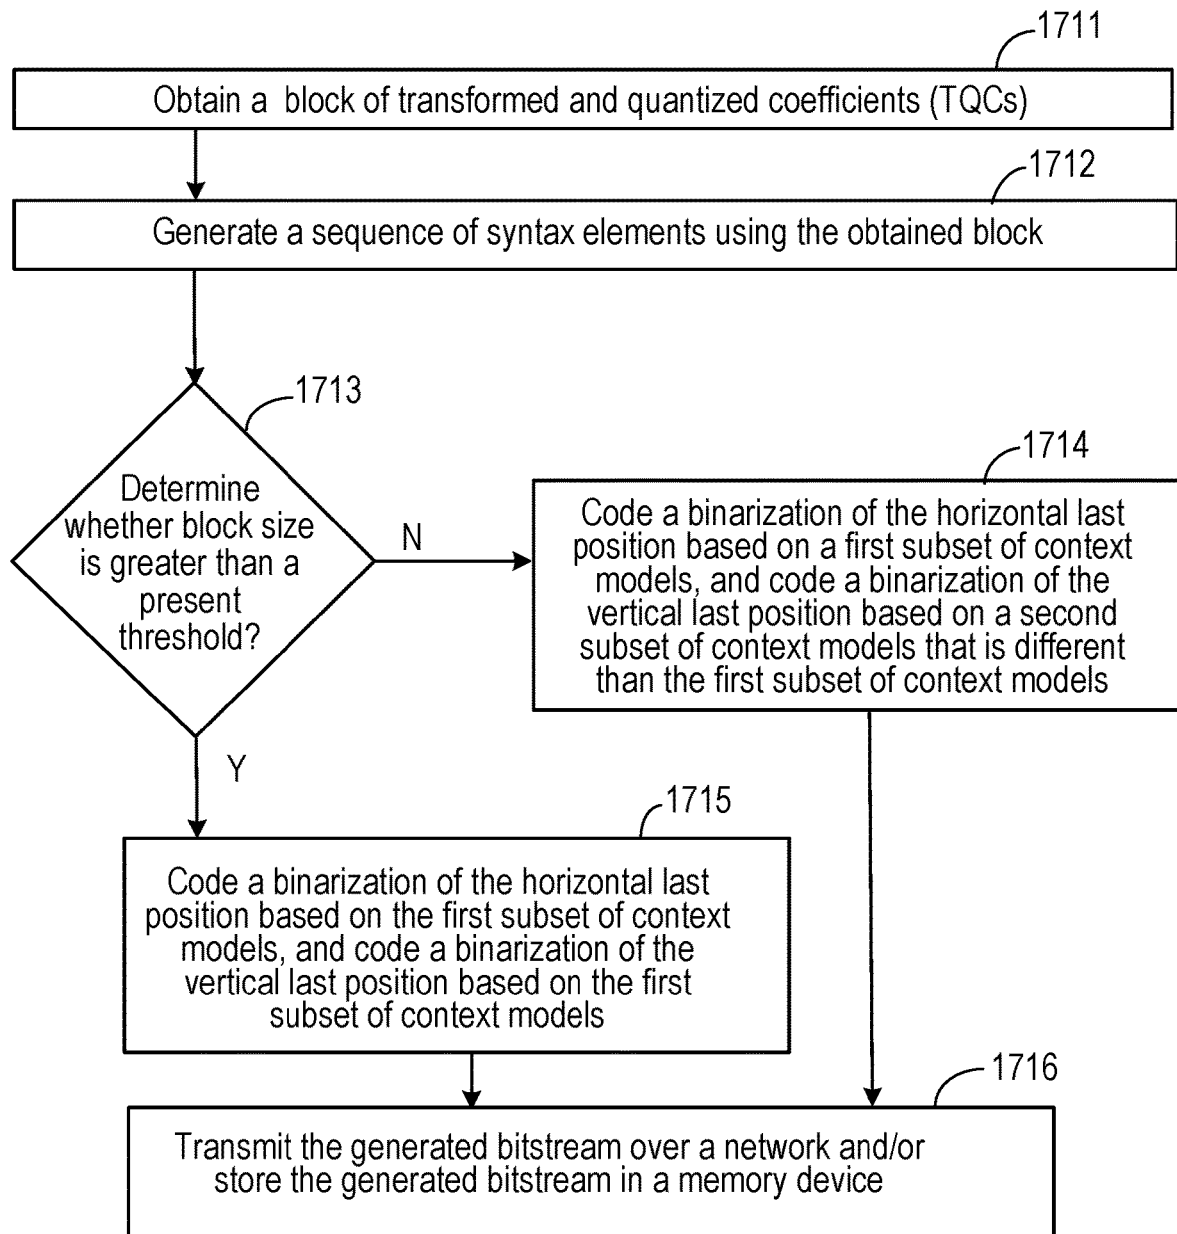 1711
Obtain a block of transformed and quantized coefficients (TQCs)
1712
Generate a sequence of syntax elements using the obtained block
1713
Determine
whether block size
is greater than a
present
threshold?
N
1714
Code a binarization of the horizontal last
position based on a first subset of context
models, and code a binarization of the
vertical last position based on a second
subset of context models that is different
than the first subset of context models
Y
1715
Code a binarization of the horizontal last
position based on the first subset of context
models, and code a binarization of the
vertical last position based on the first
subset of context models
1716
Transmit the generated bitstream over a network and/or
store the generated bitstream in a memory device